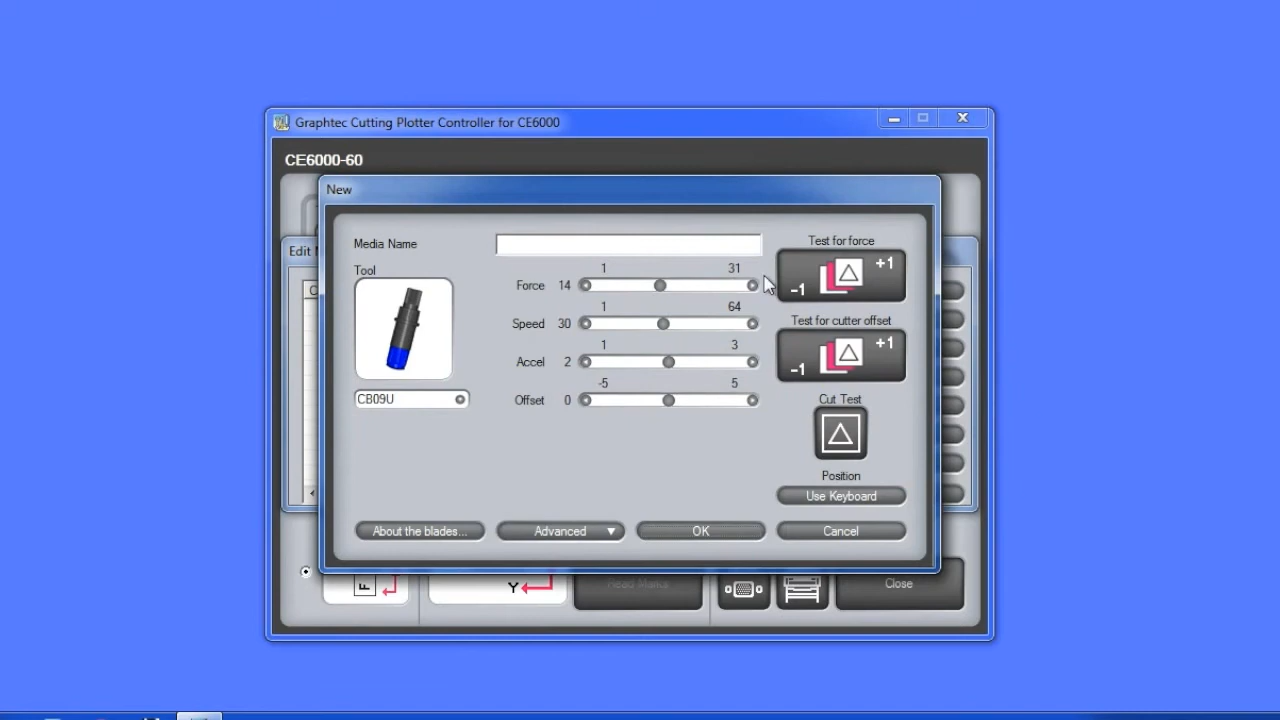 Graphtec Cutting Plotter Controller for CE6000
CE6000-60
New
Edit
Media Name
Tool
CB09U
1 31
Force 14
1 64
Speed 30
1 3
Accel 2
-5 5
Offset 0
Test for force
-1 +1
Test for cutter offset
-1 +1
Cut Test
Position
Use Keyboard
About the blades...
Advanced
OK
Cancel
F
Y
Read Marks
Close